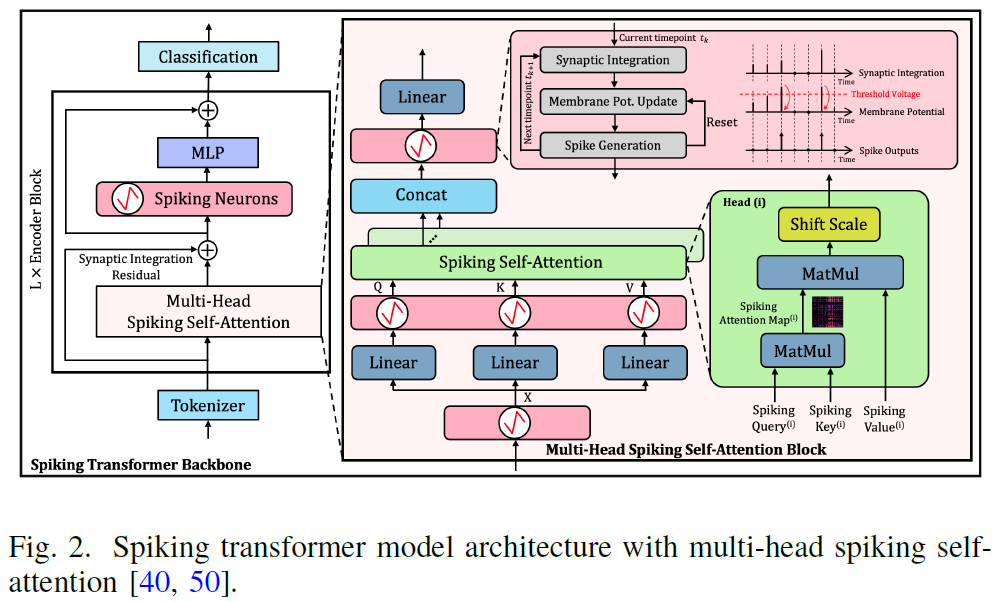 Classification
MLP
Spiking Neurons
Synaptic Integration
Residual
Multi-Head
Spiking Self-Attention
Tokenizer
L × Encoder Block
Spiking Transformer Backbone
Linear
Concat
Spiking Self-Attention
Q
K
V
Linear
Linear
Linear
X
Multi-Head Spiking Self-Attention Block
Current timepoint tk
Synaptic Integration
Membrane Pot. Update
Spike Generation
Next timepoint tk+1
Reset
Synaptic Integration
Time
Threshold Voltage
Membrane Potential
Time
Spike Outputs
Time
Head (i)
Shift Scale
MatMul
Spiking
Attention Map(i)
MatMul
Spiking
Query(i)
Spiking
Key(i)
Spiking
Value(i)
Fig. 2. Spiking transformer model architecture with multi-head spiking self-
attention [40, 50].